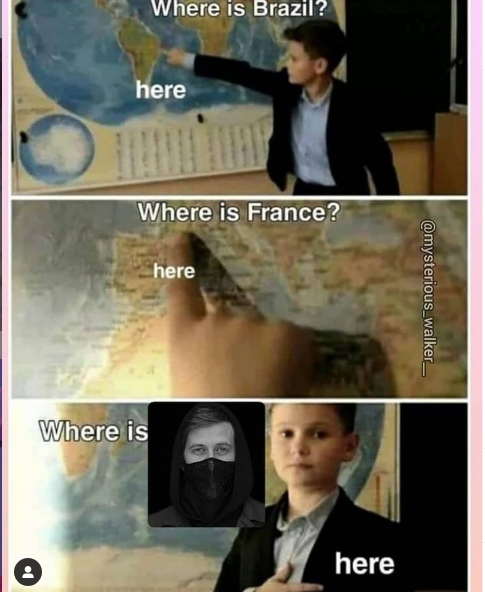 Where is Brazil?
here
Where is France?
here
@mysterious_walker__
Where is
here